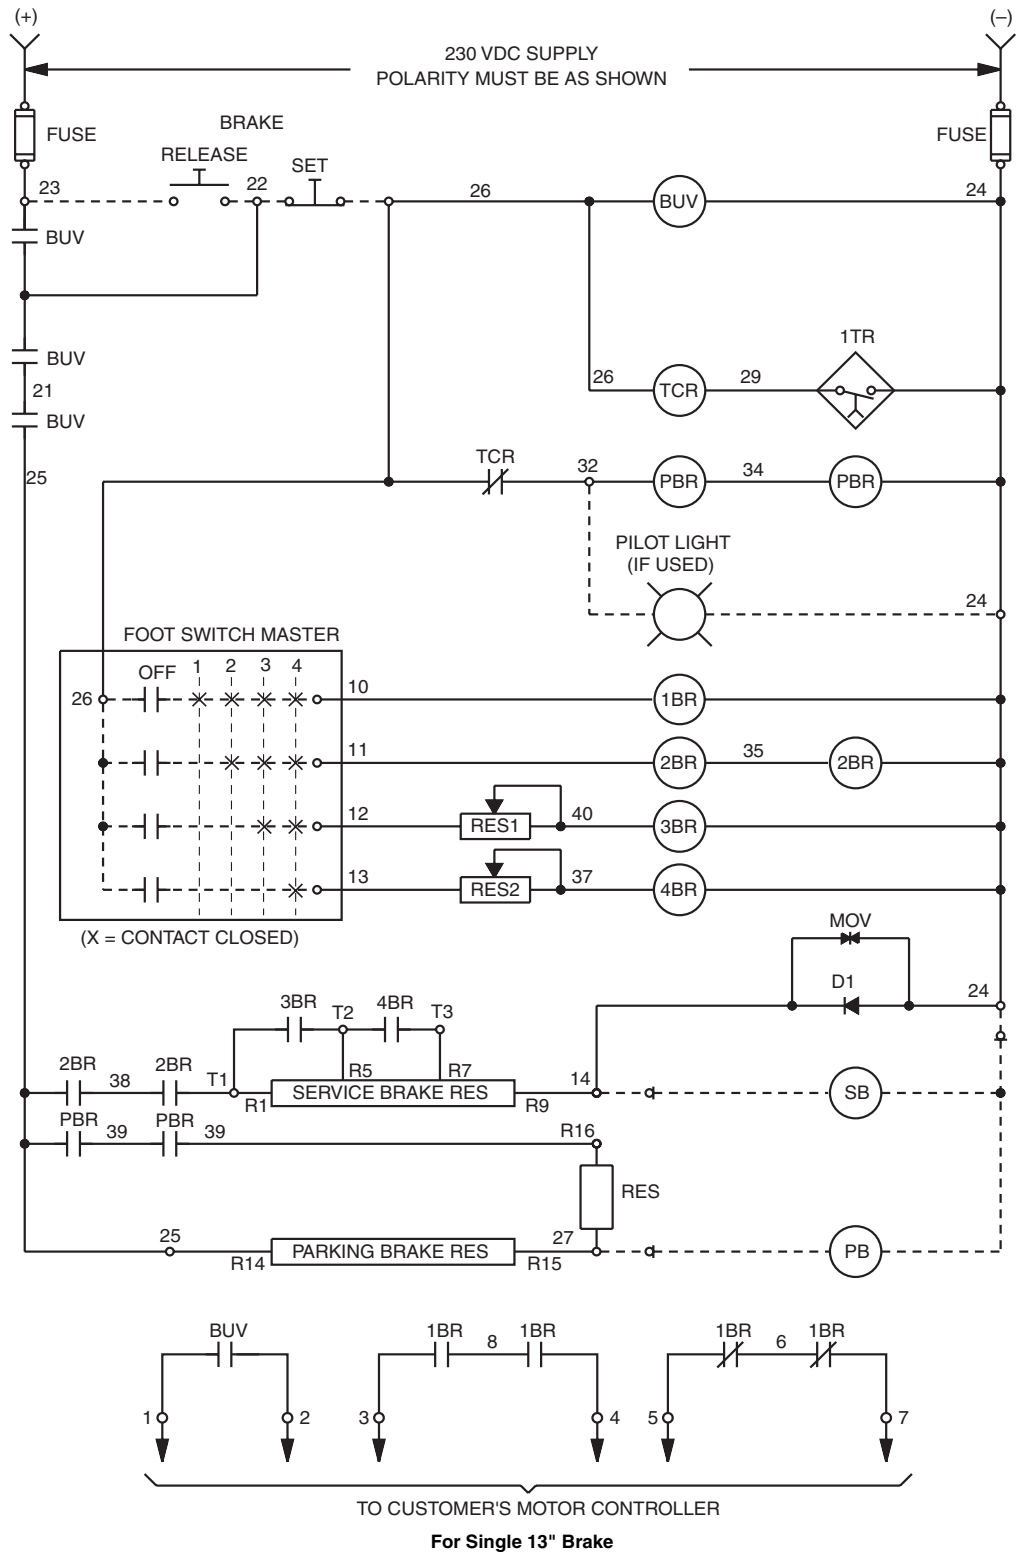 (+)
(–)
230 VDC SUPPLY
POLARITY MUST BE AS SHOWN
FUSE
BRAKE
FUSE
RELEASE
SET
23
22
26
24
BUV
BUV
BUV
21
BUV
1TR
26
TCR
29
25
TCR
32
PBR
34
PBR
PILOT LIGHT
(IF USED)
24
FOOT SWITCH MASTER
OFF
1
2
3
4
26
10
1BR
11
2BR
35
2BR
12
RES1
40
3BR
13
RES2
37
4BR
(X = CONTACT CLOSED)
MOV
D1
24
3BR
T2
4BR
T3
2BR
38
2BR
T1
R1
R5
R7
SERVICE BRAKE RES
R9
14
SB
PBR
39
PBR
39
R16
RES
25
R14
PARKING BRAKE RES
R15
27
PB
BUV
1BR
8
1BR
1BR
6
1BR
1
2
3
4
5
7
TO CUSTOMER'S MOTOR CONTROLLER
For Single 13" Brake